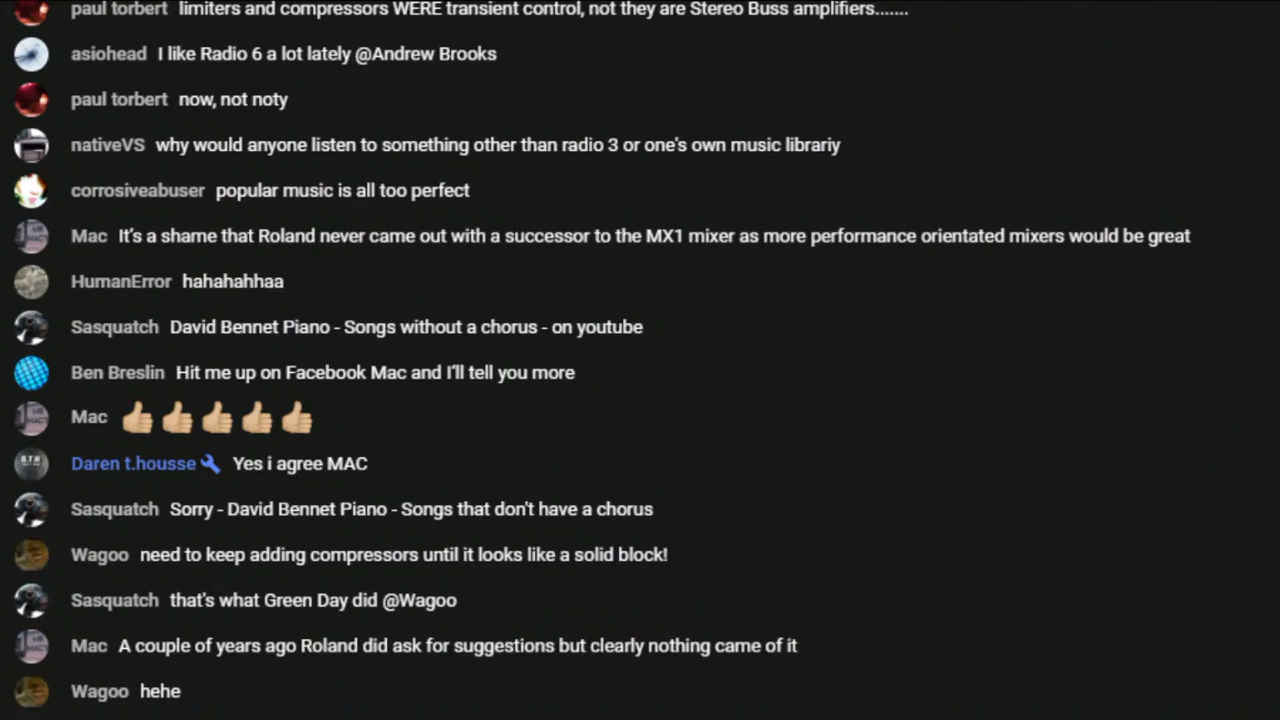 paul torbert limiters and compressors WERE transient control, not they are Stereo Buss amplifiers.......
asiohead I like Radio 6 a lot lately @Andrew Brooks
paul torbert now, not noty
nativeVS why would anyone listen to something other than radio 3 or one's own music librariy
corrosiveabuser popular music is all too perfect
Mac It's a shame that Roland never came out with a successor to the MX1 mixer as more performance orientated mixers would be great
HumanError hahahahhaa
Sasquatch David Bennet Piano - Songs without a chorus - on youtube
Ben Breslin Hit me up on Facebook Mac and I'll tell you more
Mac 👍🏼👍🏼👍🏼👍🏼👍🏼
Daren t.housse Yes i agree MAC
Sasquatch Sorry - David Bennet Piano - Songs that don't have a chorus
Wagoo need to keep adding compressors until it looks like a solid block!
Sasquatch that's what Green Day did @Wagoo
Mac A couple of years ago Roland did ask for suggestions but clearly nothing came of it
Wagoo hehe